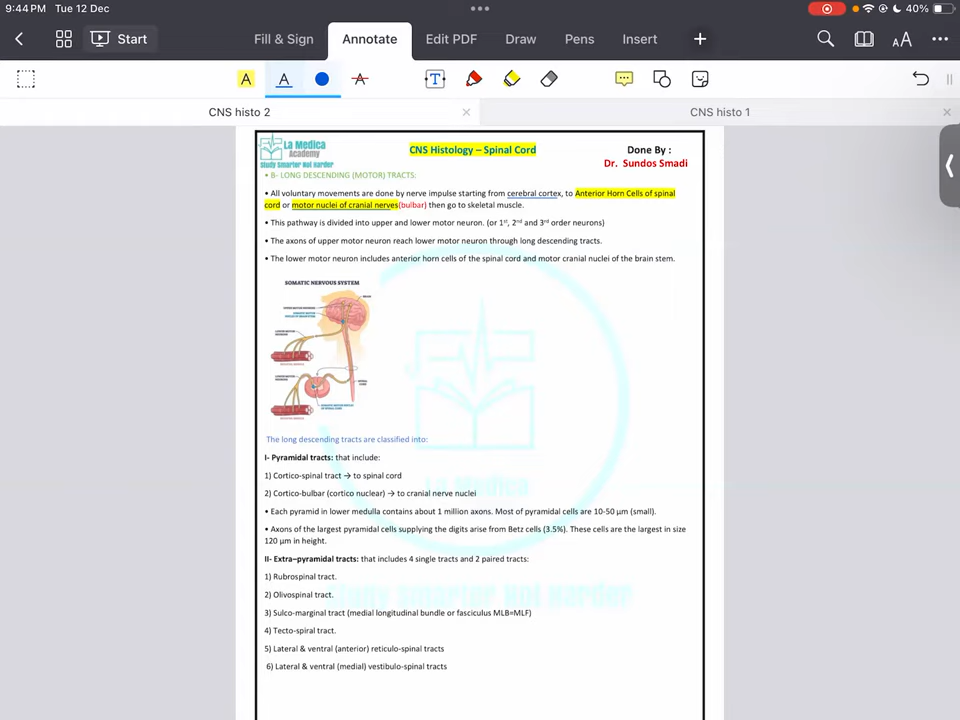 9:44 PM Tue 12 Dec
40%
Start
Fill & Sign
Annotate
Edit PDF
Draw
Pens
Insert
CNS histo 2
CNS histo 1
La Medica
Academy
Study Smarter Not Harder
CNS Histology – Spinal Cord
Done By :
Dr. Sundos Smadi
• B- LONG DESCENDING (MOTOR) TRACTS:
• All voluntary movements are done by nerve impulse starting from cerebral cortex, to Anterior Horn Cells of spinal
cord or motor nuclei of cranial nerves(bulbar) then go to skeletal muscle.
• This pathway is divided into upper and lower motor neuron. (or 1st, 2nd and 3rd order neurons)
• The axons of upper motor neuron reach lower motor neuron through long descending tracts.
• The lower motor neuron includes anterior horn cells of the spinal cord and motor cranial nuclei of the brain stem.
SOMATIC NERVOUS SYSTEM
The long descending tracts are classified into:
I- Pyramidal tracts: that include:
1) Cortico-spinal tract → to spinal cord
2) Cortico-bulbar (cortico nuclear) → to cranial nerve nuclei
• Each pyramid in lower medulla contains about 1 million axons. Most of pyramidal cells are 10-50 µm (small).
• Axons of the largest pyramidal cells supplying the digits arise from Betz cells (3.5%). These cells are the largest in size
120 µm in height.
II- Extra–pyramidal tracts: that includes 4 single tracts and 2 paired tracts:
1) Rubrospinal tract.
2) Olivospinal tract.
3) Sulco-marginal tract (medial longitudinal bundle or fasciculus MLB=MLF)
4) Tecto-spiral tract.
5) Lateral & ventral (anterior) reticulo-spinal tracts
6) Lateral & ventral (medial) vestibulo-spinal tracts
La Medica
Study Smarter Not Harder